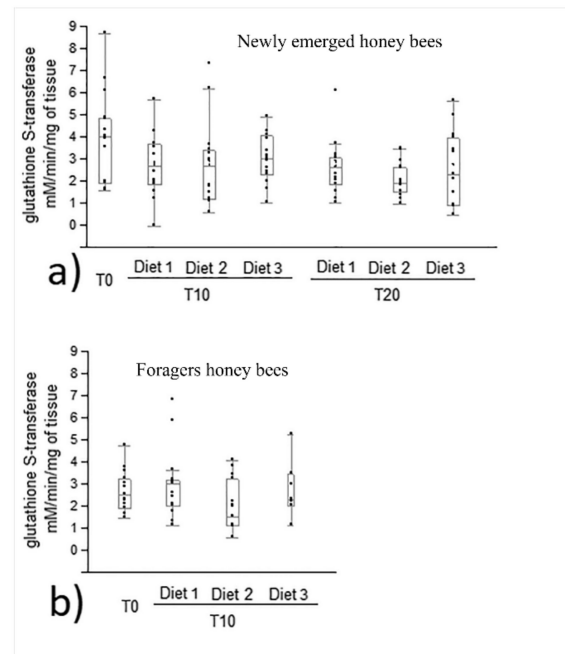 Newly emerged honey bees
glutathione S-transferase
mM/min/mg of tissue
9
8
7
6
5
4
3
2
1
0
a)
T0
Diet 1 Diet 2 Diet 3
T10
Diet 1 Diet 2 Diet 3
T20
Foragers honey bees
glutathione S-transferase
mM/min/mg of tissue
9
8
7
6
5
4
3
2
1
0
b)
T0
Diet 1 Diet 2 Diet 3
T10